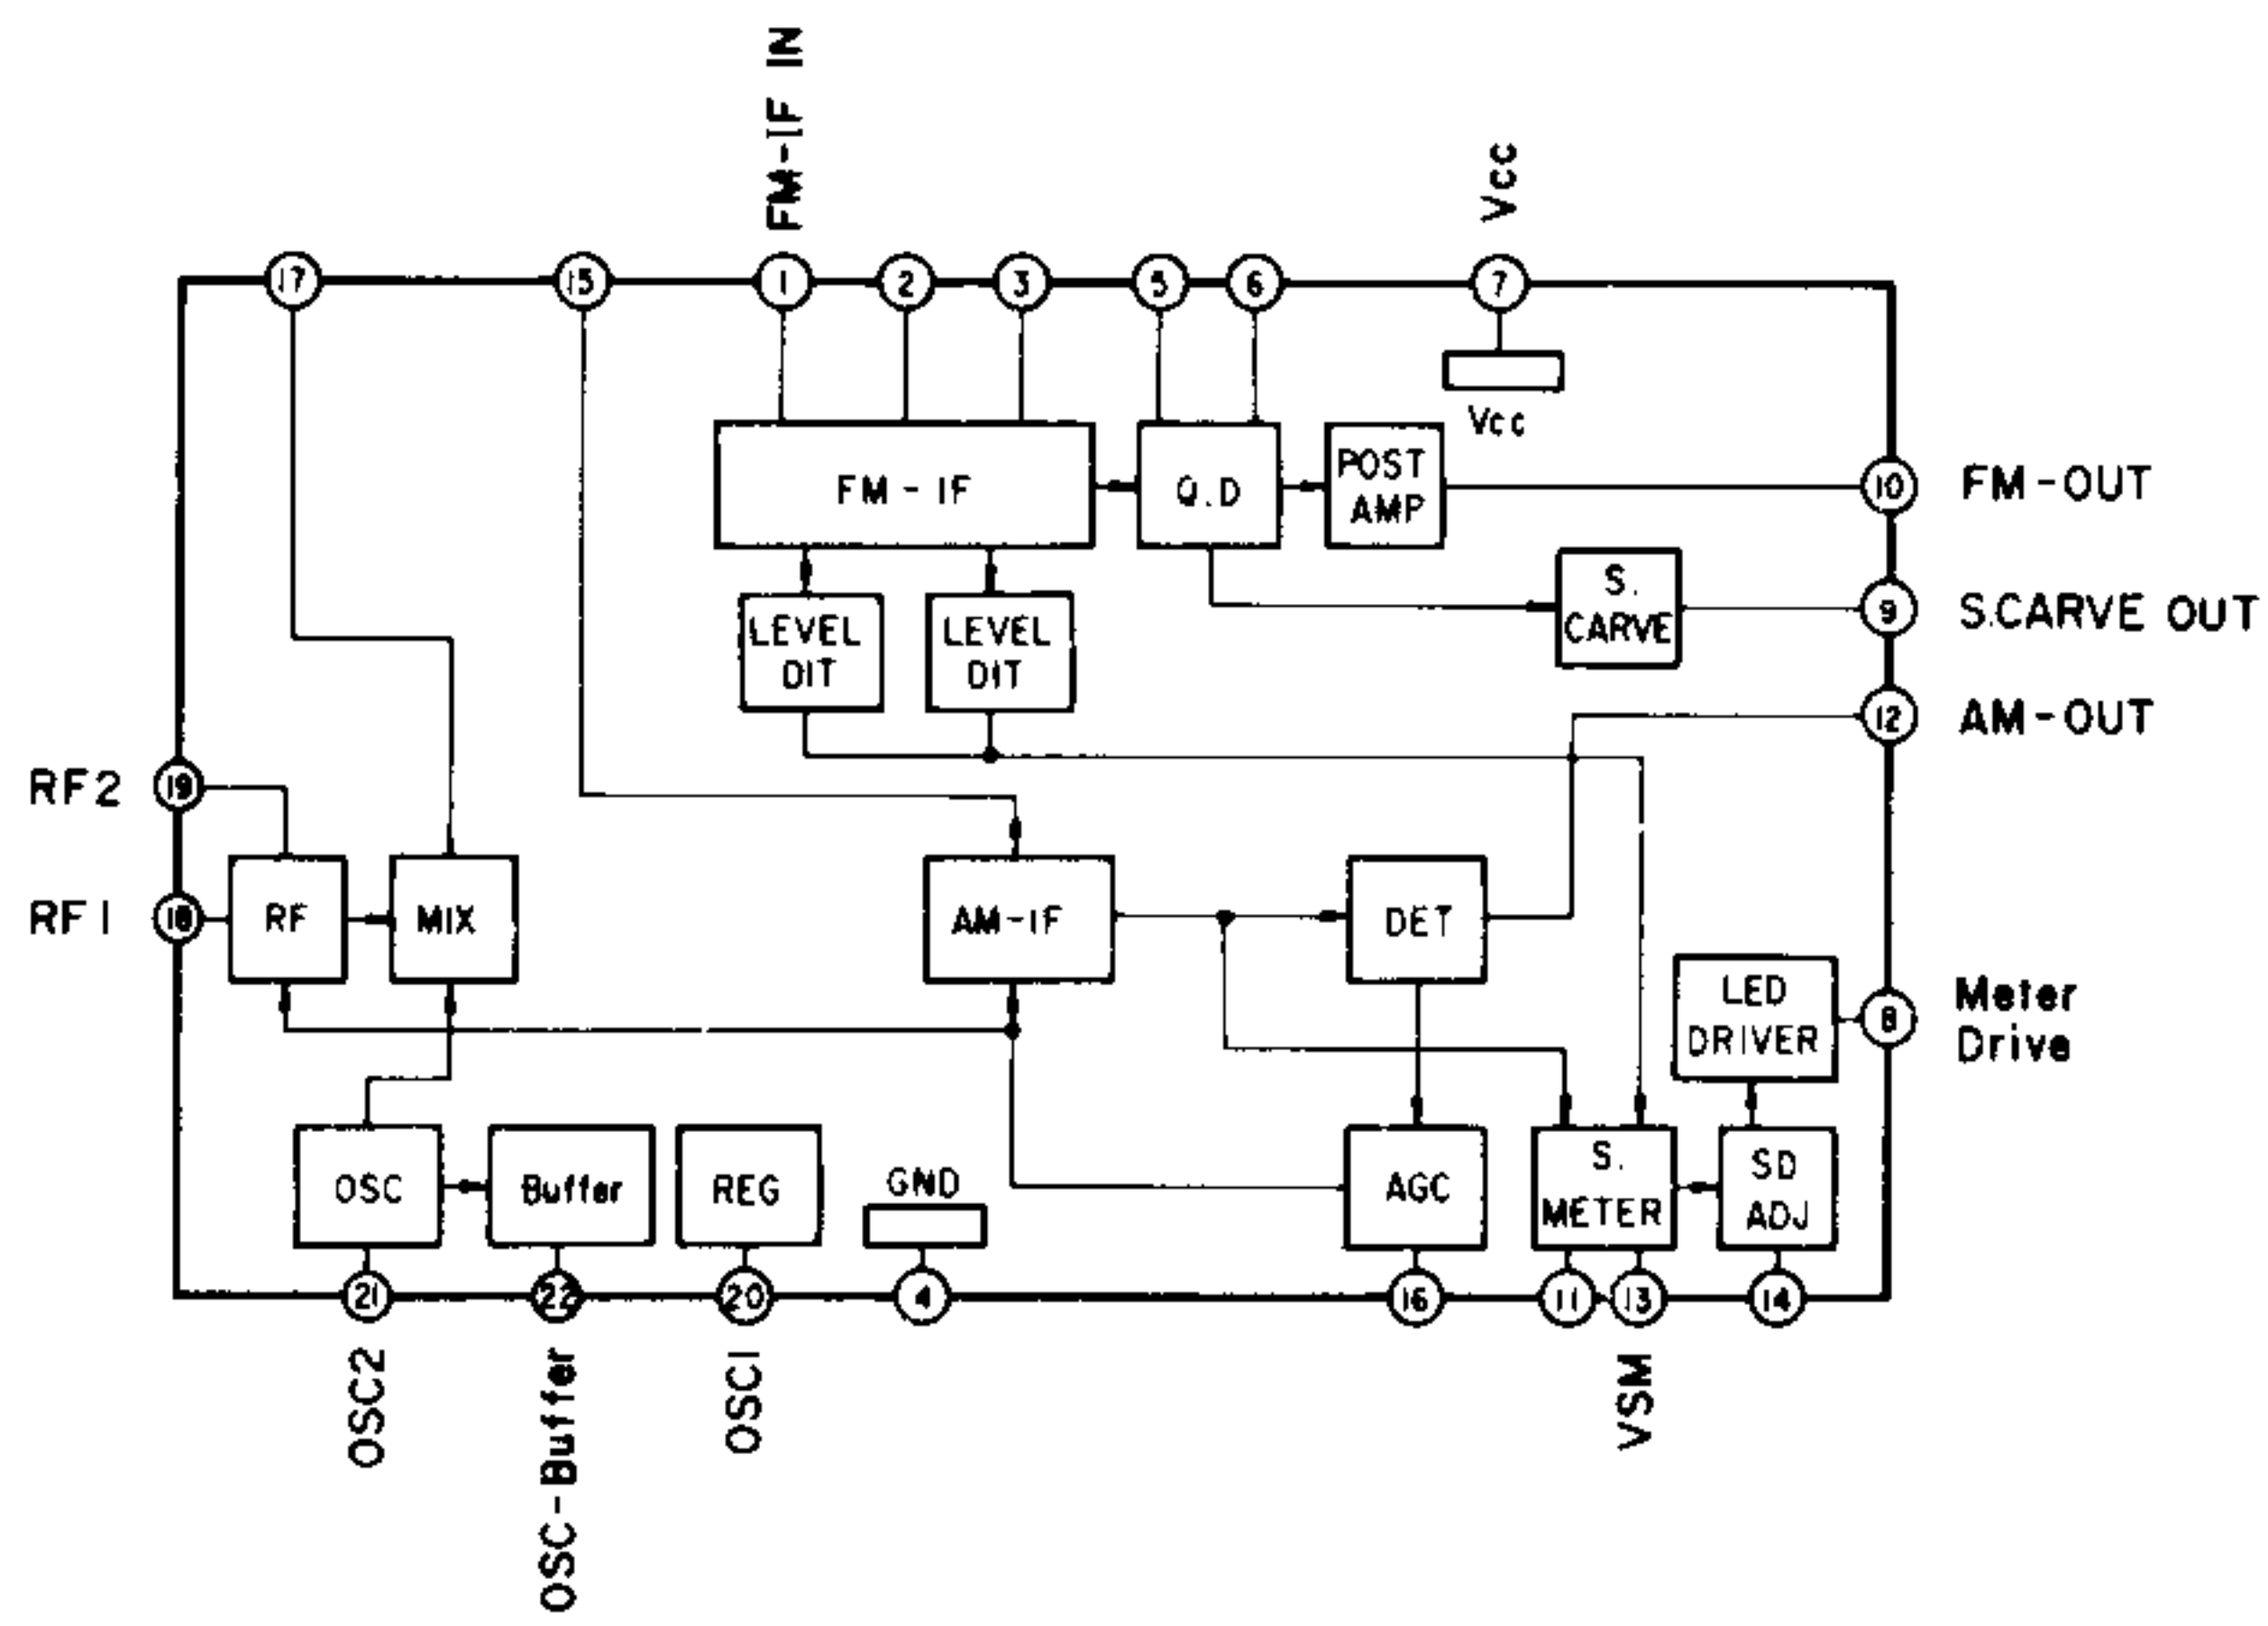 FM-IF IN
Vcc
17
15
1
2
3
5
6
7
Vcc
FM-IF
Q.D
POST
AMP
10
FM-OUT
S.
CARVE
9
S.CARVE OUT
LEVEL
DIT
LEVEL
DIT
12
AM-OUT
RF2
19
RF1
18
RF
MIX
AM-IF
DET
LED
DRIVER
8
Meter
Drive
OSC
Buffer
REG
GND
AGC
S.
METER
SD
ADJ
21
22
20
4
16
11
13
14
OSC2
OSC-Buffer
OSC1
VSM